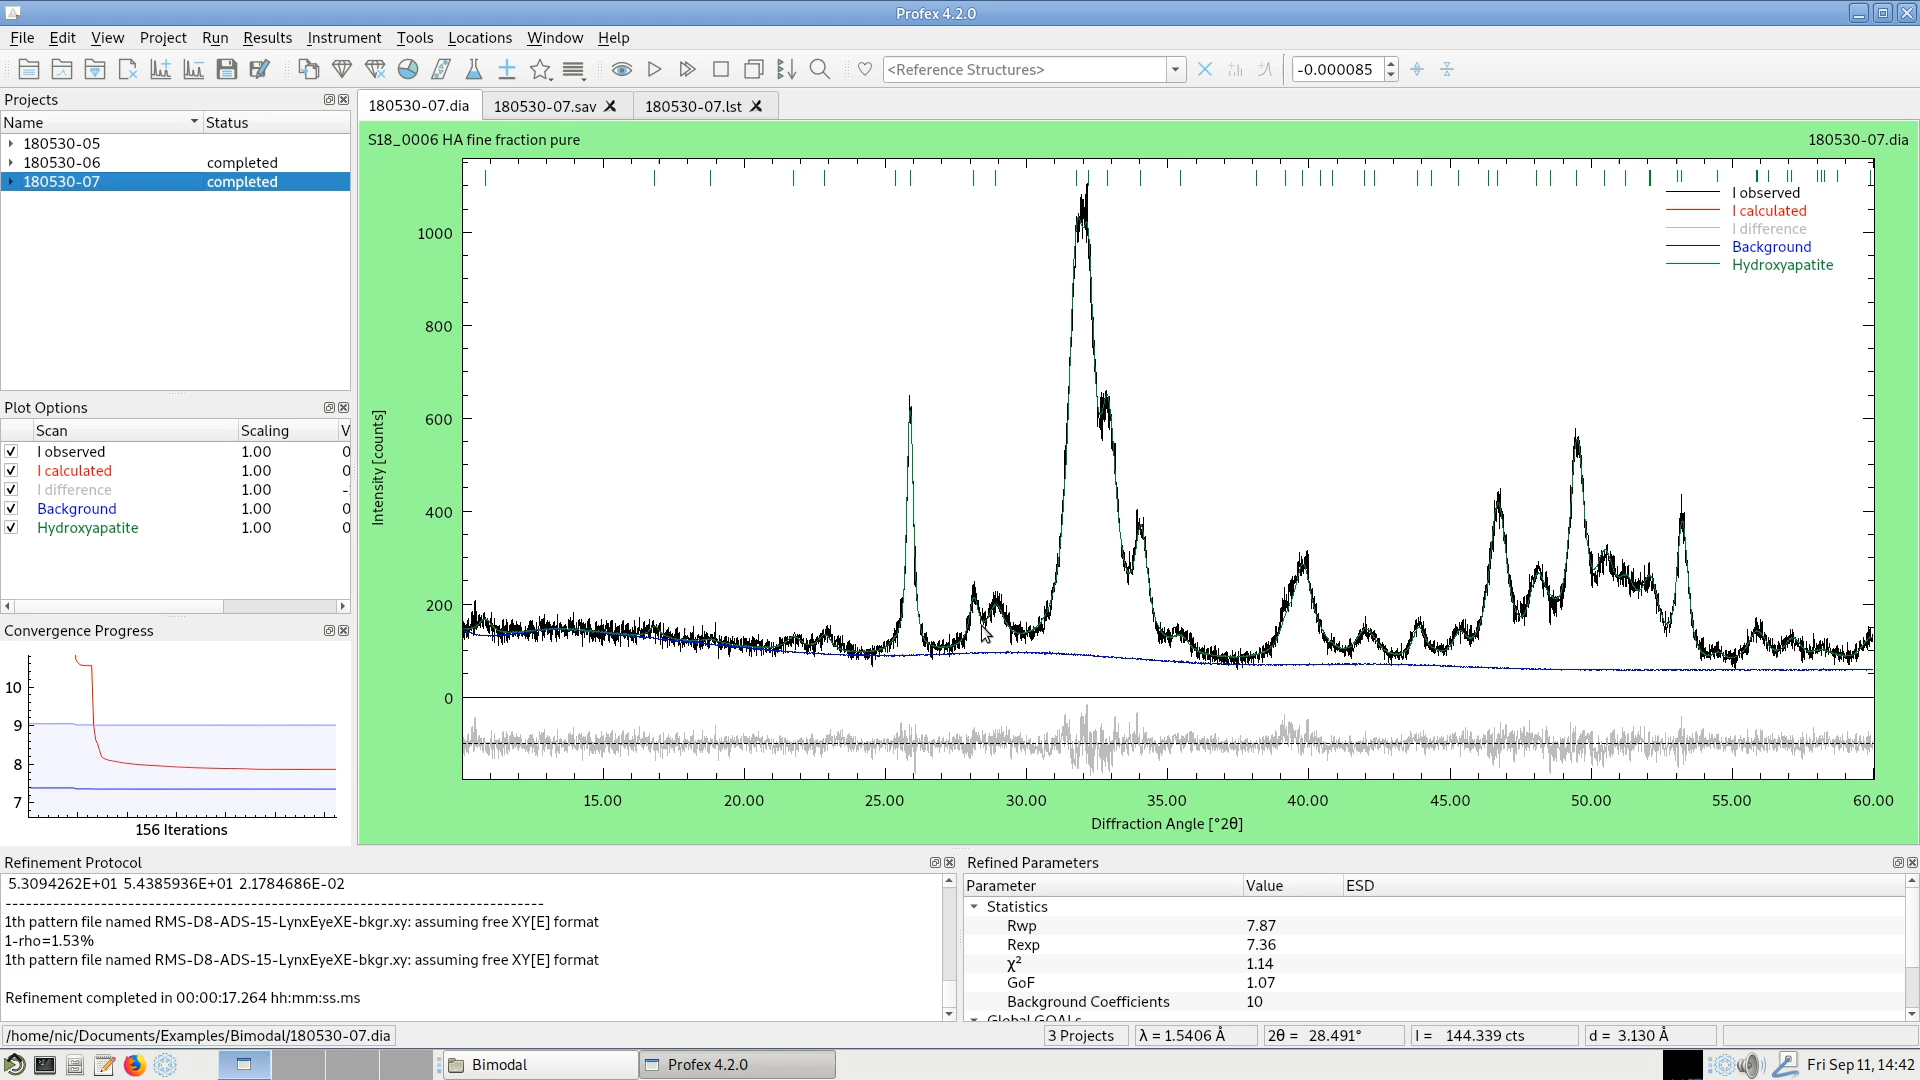 Profex 4.2.0
File Edit View Project Run Results Instrument Tools Locations Window Help
<Reference Structures>
-0.000085
Projects
Name Status
180530-05
180530-06 completed
180530-07 completed
Plot Options
Scan Scaling V
I observed 1.00 0
I calculated 1.00 0
I difference 1.00 -
Background 1.00 0
Hydroxyapatite 1.00 0
Convergence Progress
10
9
8
7
156 Iterations
180530-07.dia 180530-07.sav 180530-07.lst
S18_0006 HA fine fraction pure
180530-07.dia
I observed
I calculated
I difference
Background
Hydroxyapatite
Intensity [counts]
1000
800
600
400
200
0
15.00 20.00 25.00 30.00 35.00 40.00 45.00 50.00 55.00 60.00
Diffraction Angle [°2θ]
Refinement Protocol
5.3094262E+01 5.4385936E+01 2.1784686E-02
--------------------------------------------------------------------------------
1th pattern file named RMS-D8-ADS-15-LynxEyeXE-bkgr.xy: assuming free XY[E] format
1-rho=1.53%
1th pattern file named RMS-D8-ADS-15-LynxEyeXE-bkgr.xy: assuming free XY[E] format
Refinement completed in 00:00:17.264 hh:mm:ss.ms
Refined Parameters
Parameter Value ESD
Statistics
Rwp 7.87
Rexp 7.36
χ² 1.14
GoF 1.07
Background Coefficients 10
Global GOALs
/home/nic/Documents/Examples/Bimodal/180530-07.dia
3 Projects λ = 1.5406 Å 2θ = 28.491° I = 144.339 cts d = 3.130 Å
Bimodal
Profex 4.2.0
Fri Sep 11, 14:42